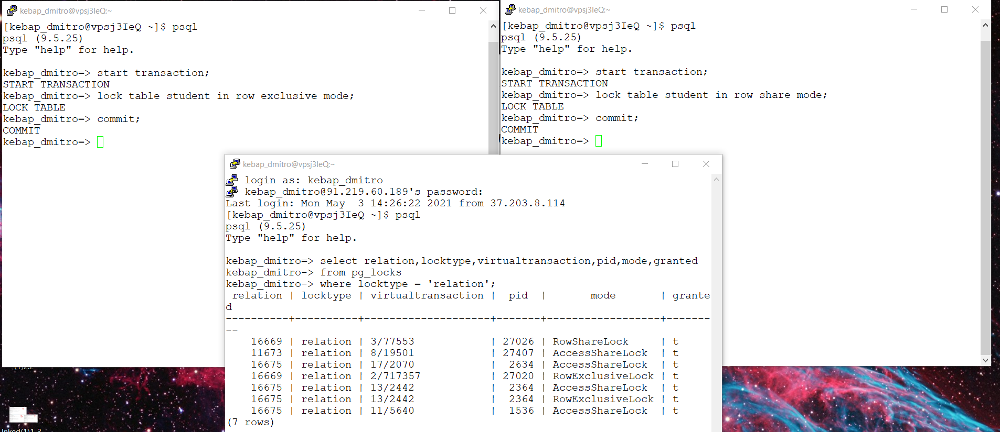 kebap_dmitro@vpsj3IeQ:~
[kebap_dmitro@vpsj3IeQ ~]$ psql
psql (9.5.25)
Type "help" for help.
kebap_dmitro=> start transaction;
START TRANSACTION
kebap_dmitro=> lock table student in row exclusive mode;
LOCK TABLE
kebap_dmitro=> commit;
COMMIT
kebap_dmitro=>
kebap_dmitro@vpsj3IeQ:~
[kebap_dmitro@vpsj3IeQ ~]$ psql
psql (9.5.25)
Type "help" for help.
kebap_dmitro=> start transaction;
START TRANSACTION
kebap_dmitro=> lock table student in row share mode;
LOCK TABLE
kebap_dmitro=> commit;
COMMIT
kebap_dmitro=>
kebap_dmitro@vpsj3IeQ:~
login as: kebap_dmitro
kebap_dmitro@91.219.60.189's password:
Last login: Mon May  3 14:26:22 2021 from 37.203.8.114
[kebap_dmitro@vpsj3IeQ ~]$ psql
psql (9.5.25)
Type "help" for help.
kebap_dmitro=> select relation,locktype,virtualtransaction,pid,mode,granted
kebap_dmitro-> from pg_locks
kebap_dmitro-> where locktype = 'relation';
 relation | locktype | virtualtransaction |  pid  |       mode       | grante
d
----------+----------+--------------------+-------+------------------+-------
--
    16669 | relation | 3/77553            | 27026 | RowShareLock     | t
    11673 | relation | 8/19501            | 27407 | AccessShareLock  | t
    16675 | relation | 17/2070            |  2634 | AccessShareLock  | t
    16669 | relation | 2/717357           | 27020 | RowExclusiveLock | t
    16675 | relation | 13/2442            |  2364 | AccessShareLock  | t
    16675 | relation | 13/2442            |  2364 | RowExclusiveLock | t
    16675 | relation | 11/5640            |  1536 | AccessShareLock  | t
(7 rows)